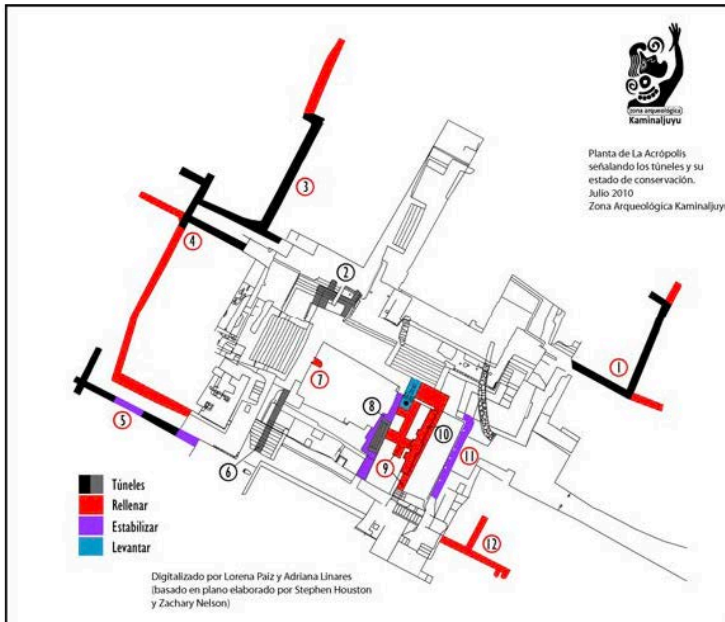 zona arqueológica
Kaminaljuyu
Planta de La Acrópolis
señalando los túneles y su
estado de conservación.
Julio 2010
Zona Arqueológica Kaminaljuyu
3
4
2
1
7
5
8
10
11
9
6
12
Túneles
Rellenar
Estabilizar
Levantar
Digitalizado por Lorena Paiz y Adriana Linares
(basado en plano elaborado por Stephen Houston
y Zachary Nelson)